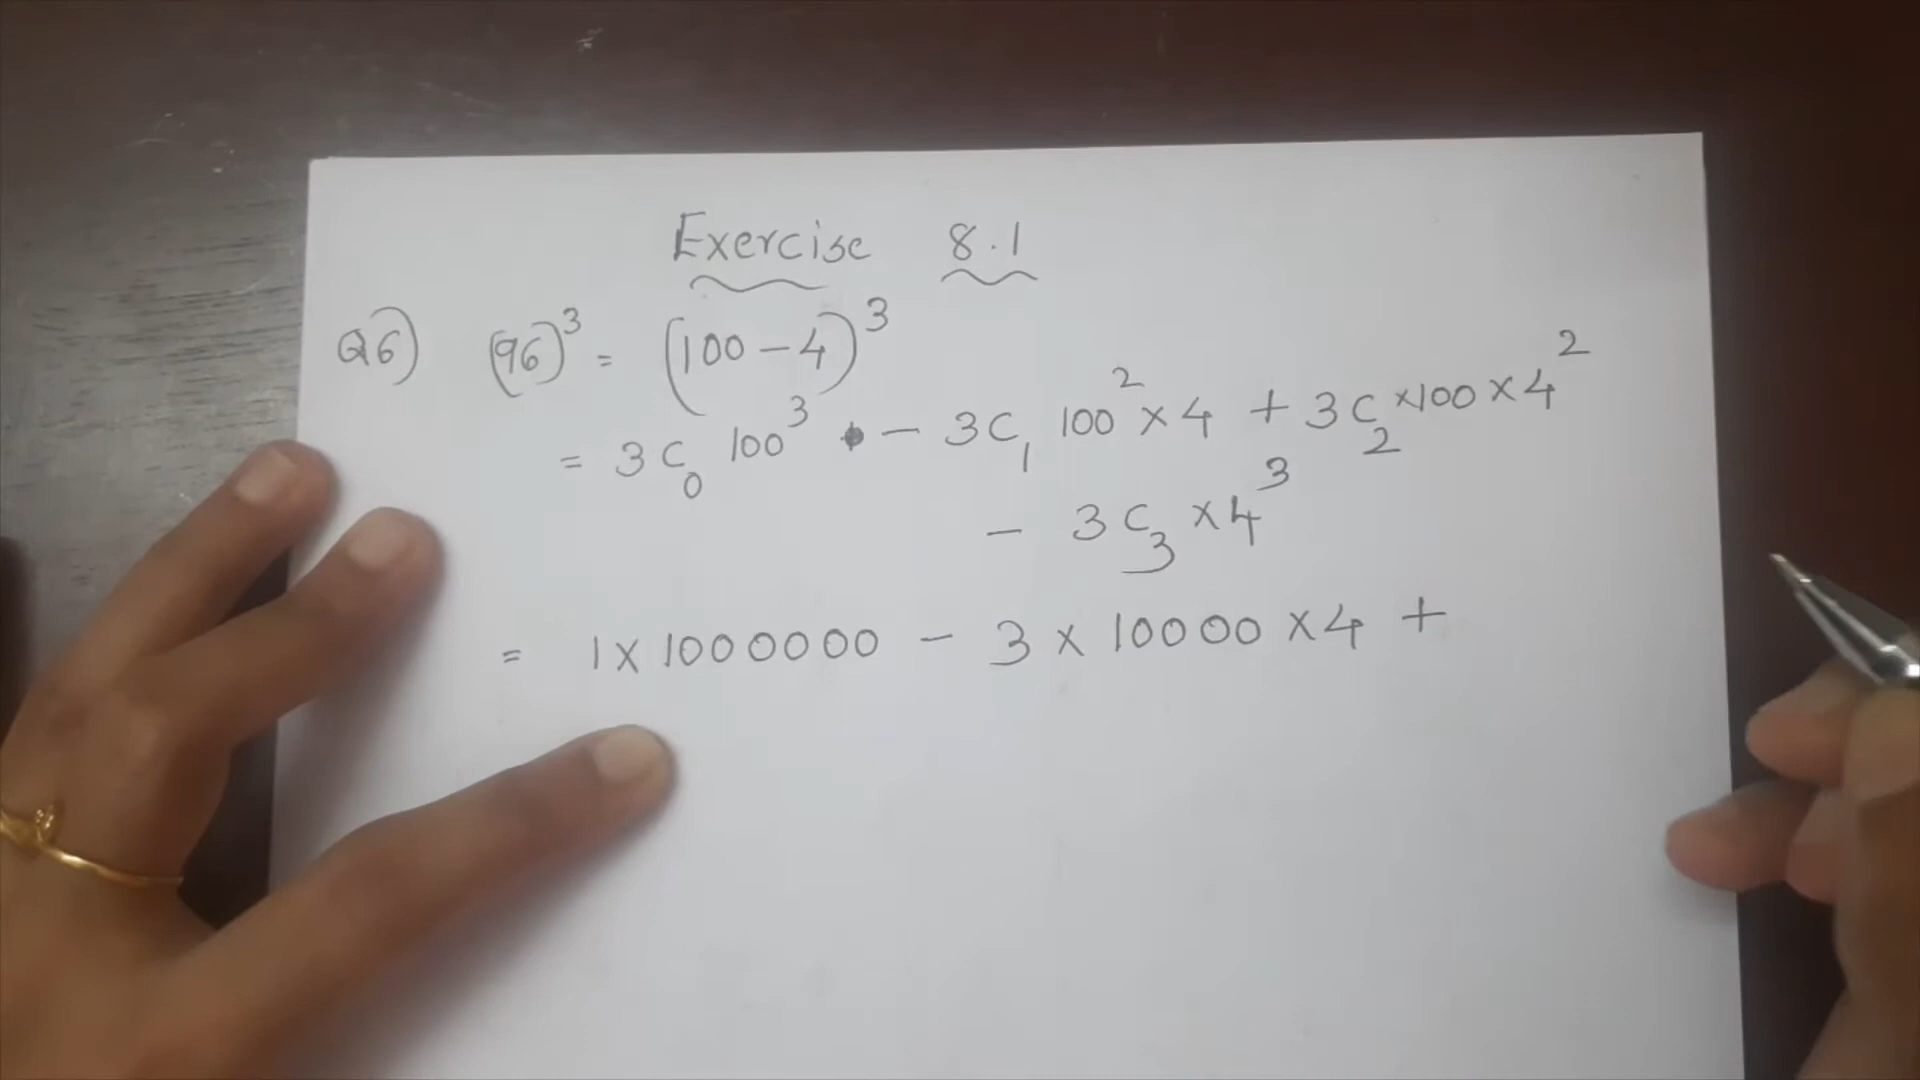 Exercise 8.1
Q6) (96)³ = (100-4)³
= 3C₀ 100³ - 3C₁ 100² × 4 + 3C₂ × 100 × 4²
- 3C₃ × 4³
= 1 × 1000000 - 3 × 10000 × 4 +